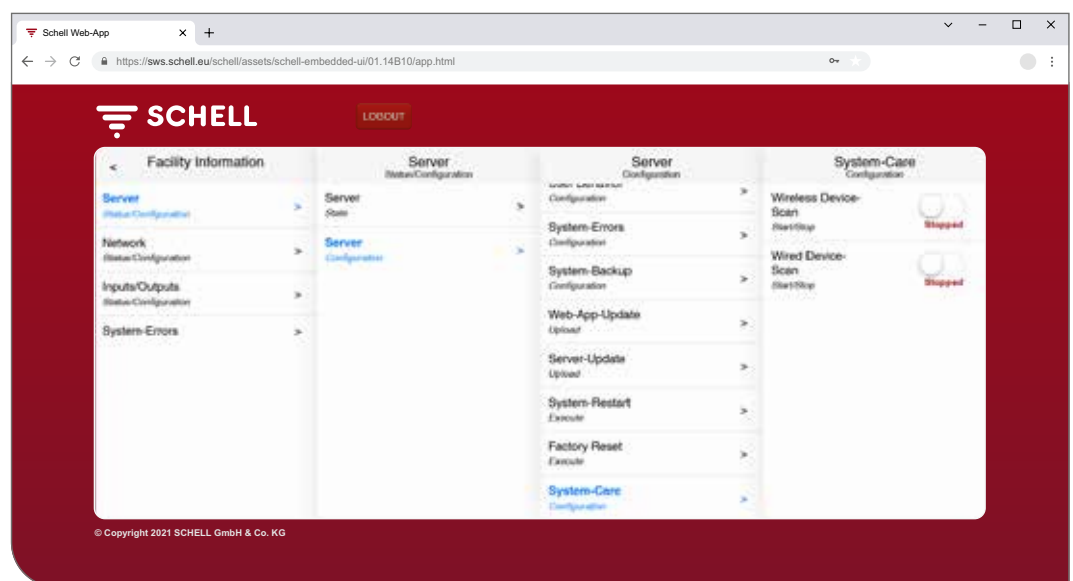 Schell Web-App
https://sws.schell.eu/schell/assets/schell-embedded-ui/01.14B10/app.html
SCHELL
LOGOUT
< Facility Information
Server
Status/Configuration
>
Network
Status/Configuration
>
Inputs/Outputs
Status/Configuration
>
System-Errors
>
Server
Status/Configuration
Server
State
>
Server
Configuration
>
Server
Configuration
User Behavior
Configuration
>
System-Errors
Configuration
>
System-Backup
Configuration
>
Web-App-Update
Upload
>
Server-Update
Upload
>
System-Restart
Execute
>
Factory Reset
Execute
>
System-Care
Configuration
>
System-Care
Configuration
Wireless Device-
Scan
Start/Stop
Stopped
Wired Device-
Scan
Start/Stop
Stopped
© Copyright 2021 SCHELL GmbH & Co. KG